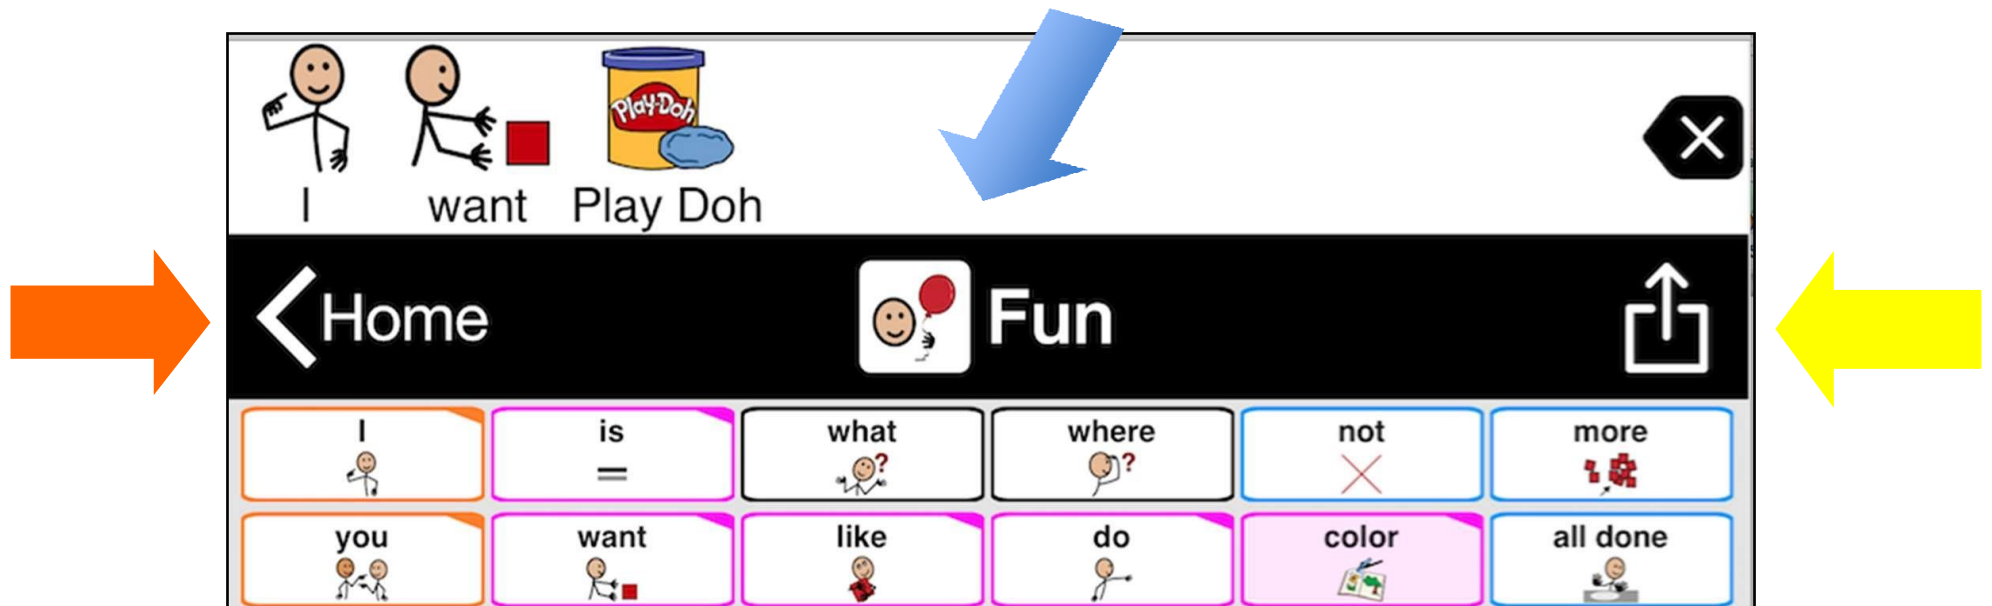 Play-Doh
I want Play Doh
Home Fun
I is what where not more
? ?
=
you want like do color all done